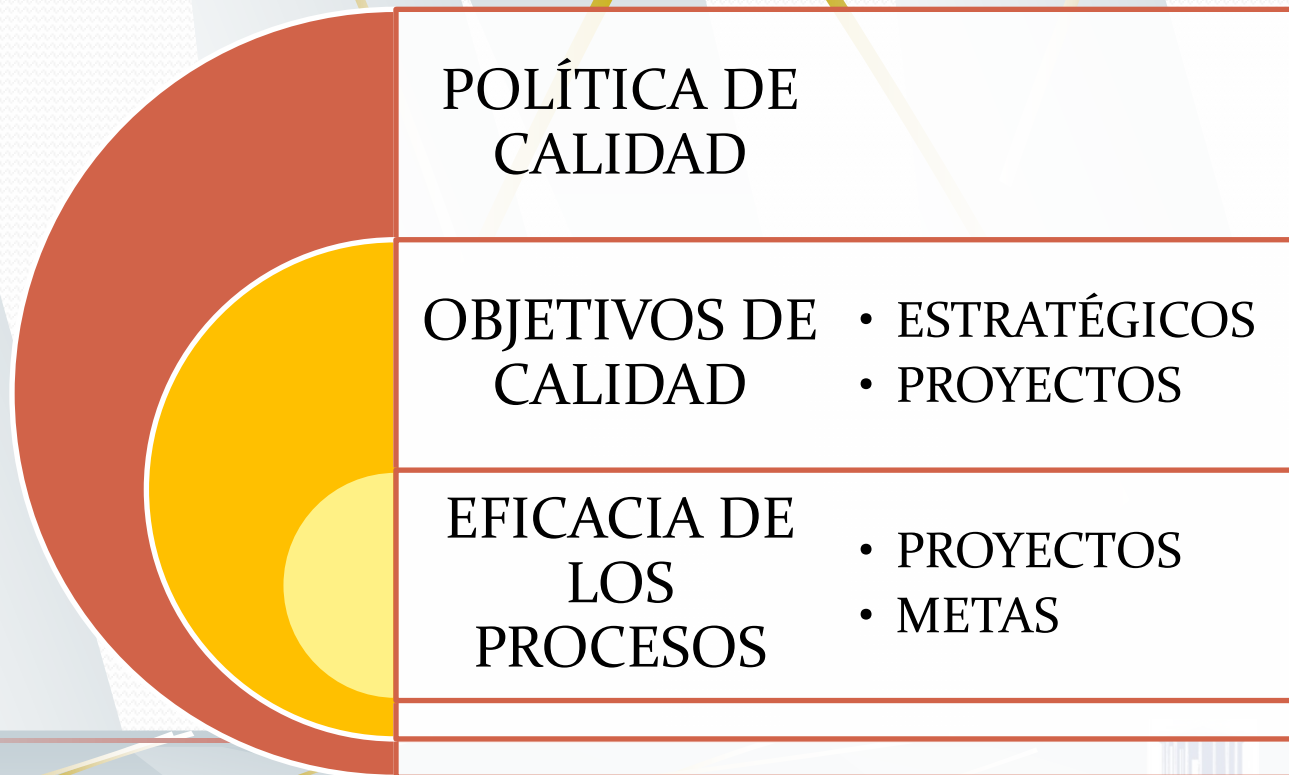 POLÍTICA DE
CALIDAD
OBJETIVOS DE
CALIDAD
• ESTRATÉGICOS
• PROYECTOS
EFICACIA DE
LOS
PROCESOS
• PROYECTOS
• METAS